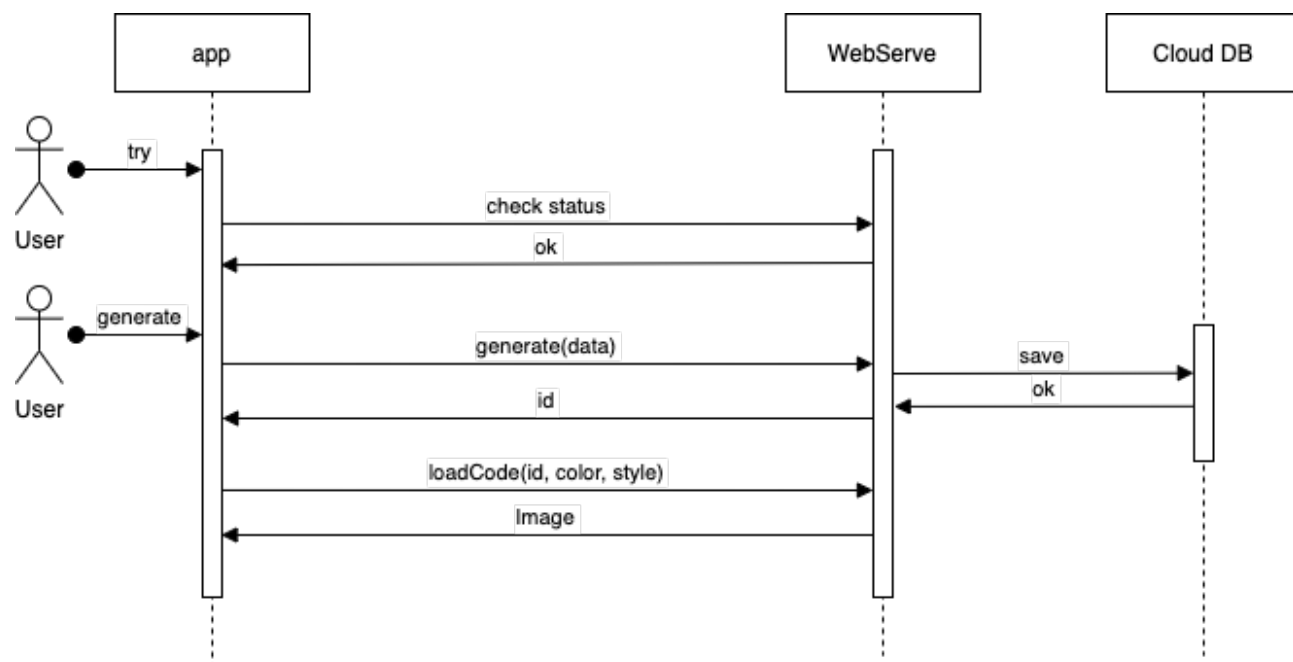 app
WebServe
Cloud DB
try
check status
User
ok
generate
generate(data)
save
ok
User
id
loadCode(id, color, style)
Image